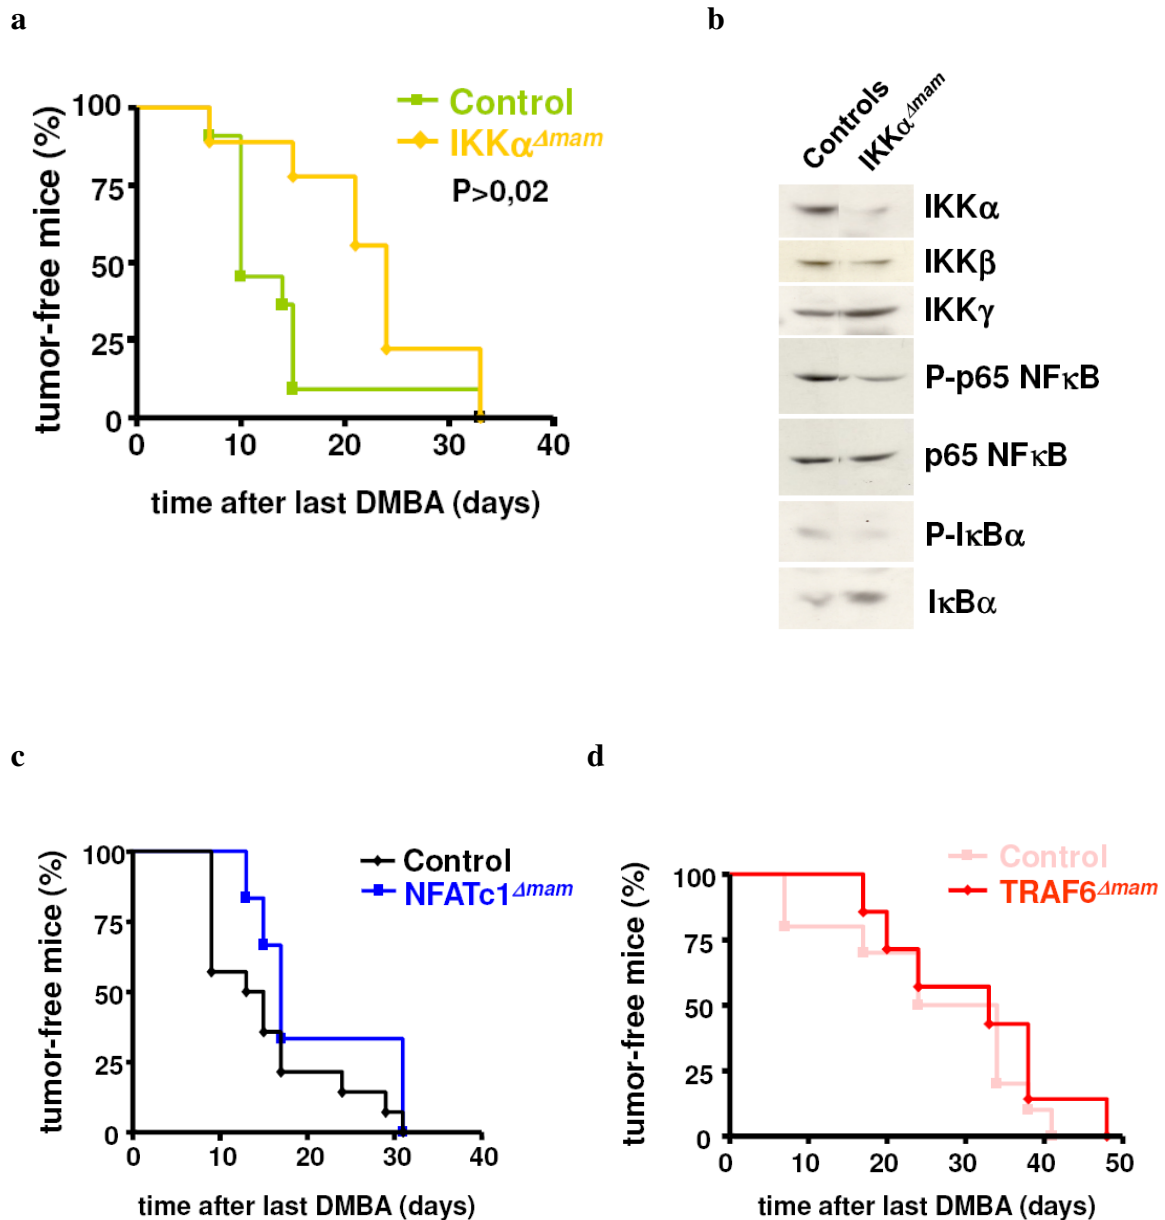 a
100
75
50
25
0
0 10 20 30 40
tumor-free mice (%)
time after last DMBA (days)
Control
IKKαΔmam
P>0,02
b
Controls
IKKαΔmam
IKKα
IKKβ
IKKγ
P-p65 NFκB
p65 NFκB
P-IκBα
IκBα
c
100
75
50
25
0
0 10 20 30 40
tumor-free mice (%)
time after last DMBA (days)
Control
NFATc1Δmam
d
100
75
50
25
0
0 10 20 30 40 50
tumor-free mice (%)
time after last DMBA (days)
Control
TRAF6Δmam